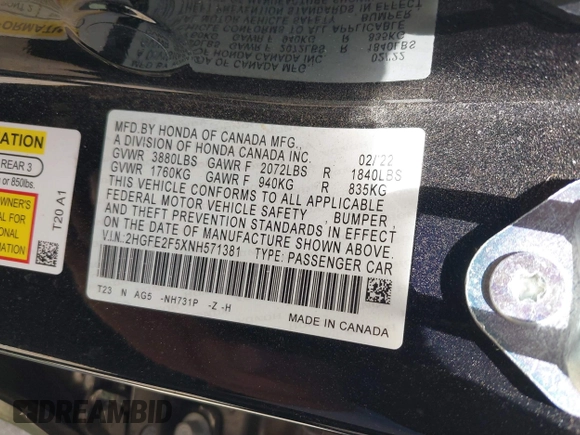 MFD.BY HONDA OF CANADA MFG.,
A DIVISION OF HONDA CANADA INC. 02/22
GVWR 3880LBS GAWR F 2072LBS R 1840LBS
GVWR 1760KG GAWR F 940KG R 835KG
THIS VEHICLE CONFORMS TO ALL APPLICABLE
FEDERAL MOTOR VEHICLE SAFETY , BUMPER,
AND THEFT PREVENTION STANDARDS IN EFFECT
ON THE DATE OF MANUFACTURE SHOWN ABOVE.
V.I.N.:2HGFE2F5XNH571381 TYPE: PASSENGER CAR
T23 N AG5 -NH731P -Z -H
MADE IN CANADA
REAR 3
or 850lbs.
T20 A1
DREAMBID